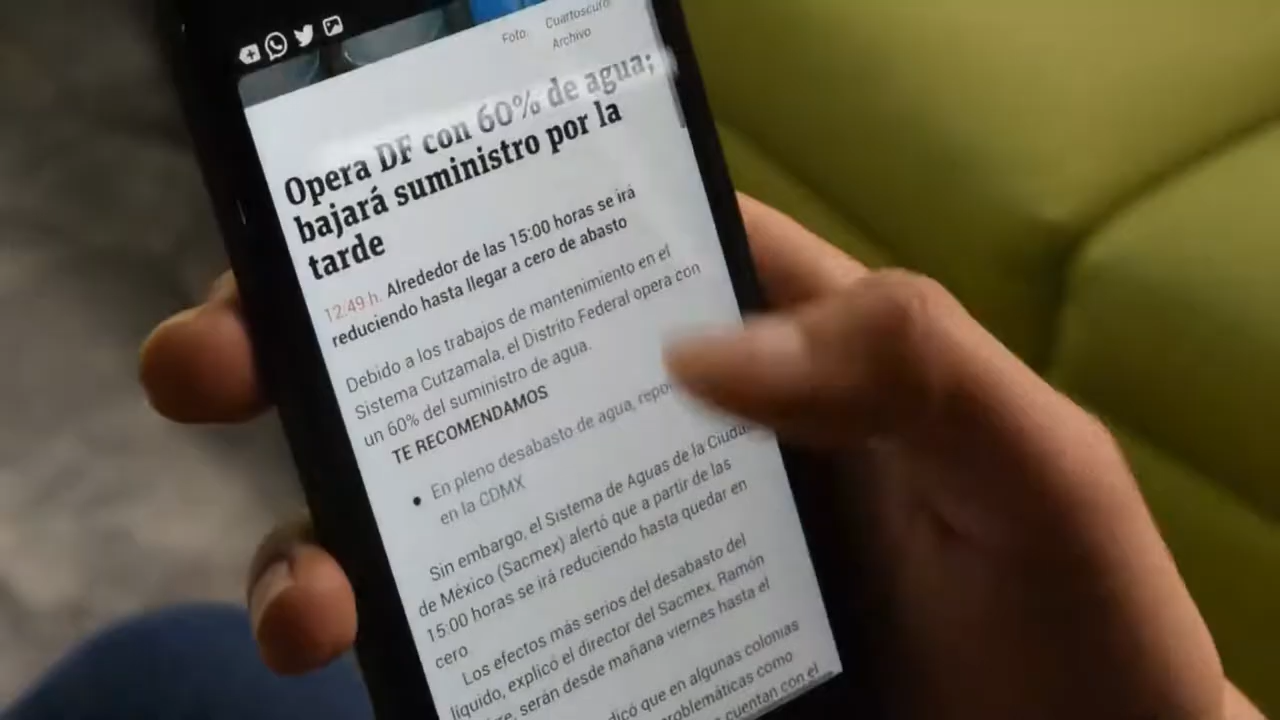 Foto: Cuartoscuro
Archivo
Opera DF con 60% de agua;
bajará suministro por la
tarde
12:49 h. Alrededor de las 15:00 horas se irá
reduciendo hasta llegar a cero de abasto
Debido a los trabajos de mantenimiento en el
Sistema Cutzamala, el Distrito Federal opera con
un 60% del suministro de agua.
TE RECOMENDAMOS
• En pleno desabasto de agua,
en la CDMX
Sin embargo, el Sistema de Aguas de la
de México (Sacmex) alertó que a partir de las
15:00 horas se irá reduciendo hasta quedar en
cero
Los efectos más serios del desabasto del
líquido, explicó el director del Sacmex, Ramón
serán desde mañana viernes hasta el
que en algunas colonias
como
cuentan con el